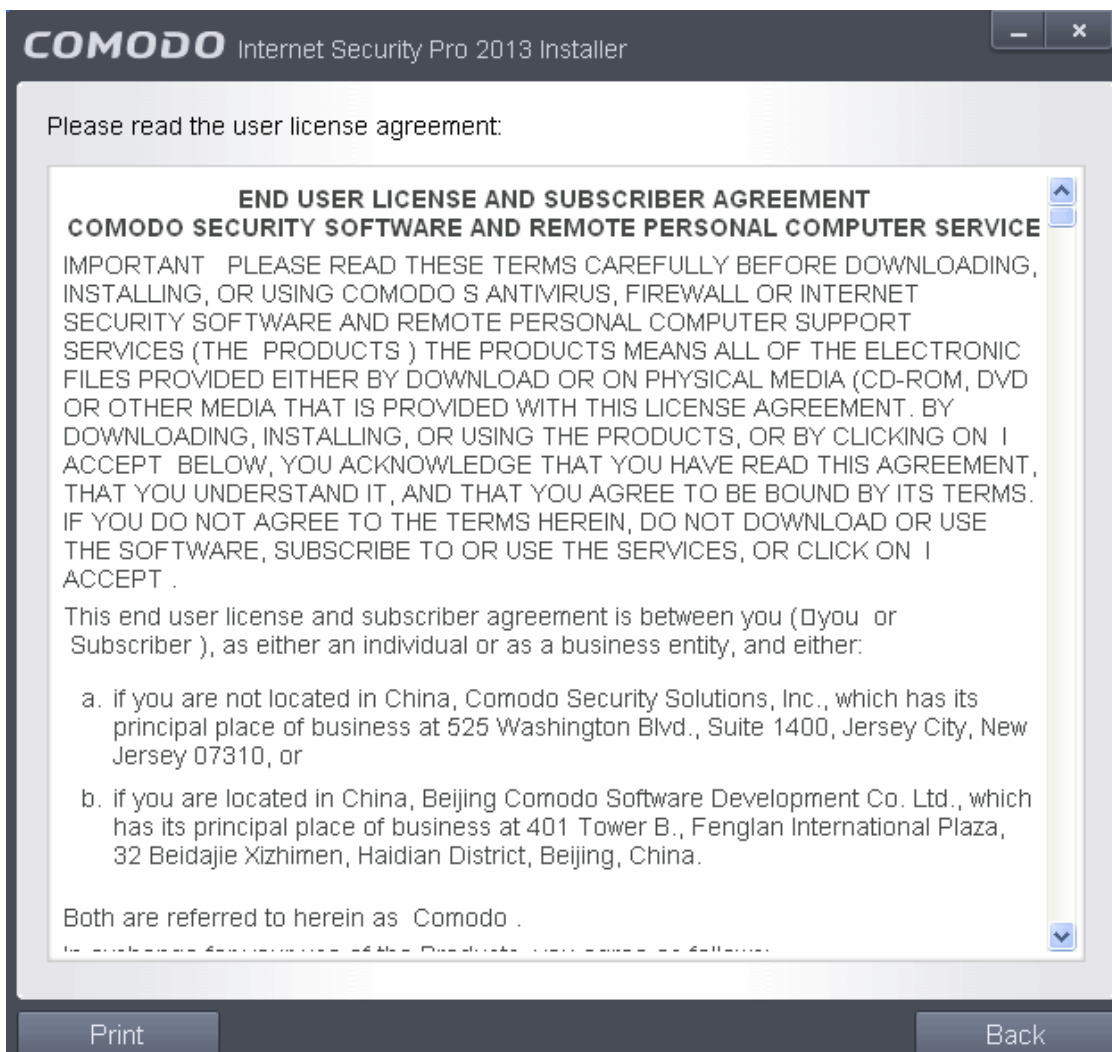 COMODO Internet Security Pro 2013 Installer
Please read the user license agreement:
END USER LICENSE AND SUBSCRIBER AGREEMENT
COMODO SECURITY SOFTWARE AND REMOTE PERSONAL COMPUTER SERVICE
IMPORTANT   PLEASE READ THESE TERMS CAREFULLY BEFORE DOWNLOADING,
INSTALLING, OR USING COMODO S ANTIVIRUS, FIREWALL OR INTERNET
SECURITY SOFTWARE AND REMOTE PERSONAL COMPUTER SUPPORT
SERVICES (THE  PRODUCTS ) THE PRODUCTS MEANS ALL OF THE ELECTRONIC
FILES PROVIDED EITHER BY DOWNLOAD OR ON PHYSICAL MEDIA (CD-ROM, DVD
OR OTHER MEDIA THAT IS PROVIDED WITH THIS LICENSE AGREEMENT. BY
DOWNLOADING, INSTALLING, OR USING THE PRODUCTS, OR BY CLICKING ON  I
ACCEPT  BELOW, YOU ACKNOWLEDGE THAT YOU HAVE READ THIS AGREEMENT,
THAT YOU UNDERSTAND IT, AND THAT YOU AGREE TO BE BOUND BY ITS TERMS.
IF YOU DO NOT AGREE TO THE TERMS HEREIN, DO NOT DOWNLOAD OR USE
THE SOFTWARE, SUBSCRIBE TO OR USE THE SERVICES, OR CLICK ON  I
ACCEPT .
This end user license and subscriber agreement is between you (□you  or
Subscriber ), as either an individual or as a business entity, and either:
a. if you are not located in China, Comodo Security Solutions, Inc., which has its
principal place of business at 525 Washington Blvd., Suite 1400, Jersey City, New
Jersey 07310, or
b. if you are located in China, Beijing Comodo Software Development Co. Ltd., which
has its principal place of business at 401 Tower B., Fenglan International Plaza,
32 Beidajie Xizhimen, Haidian District, Beijing, China.
Both are referred to herein as  Comodo .
In exchange for your use of the Products, you agree as follows:
Print
Back